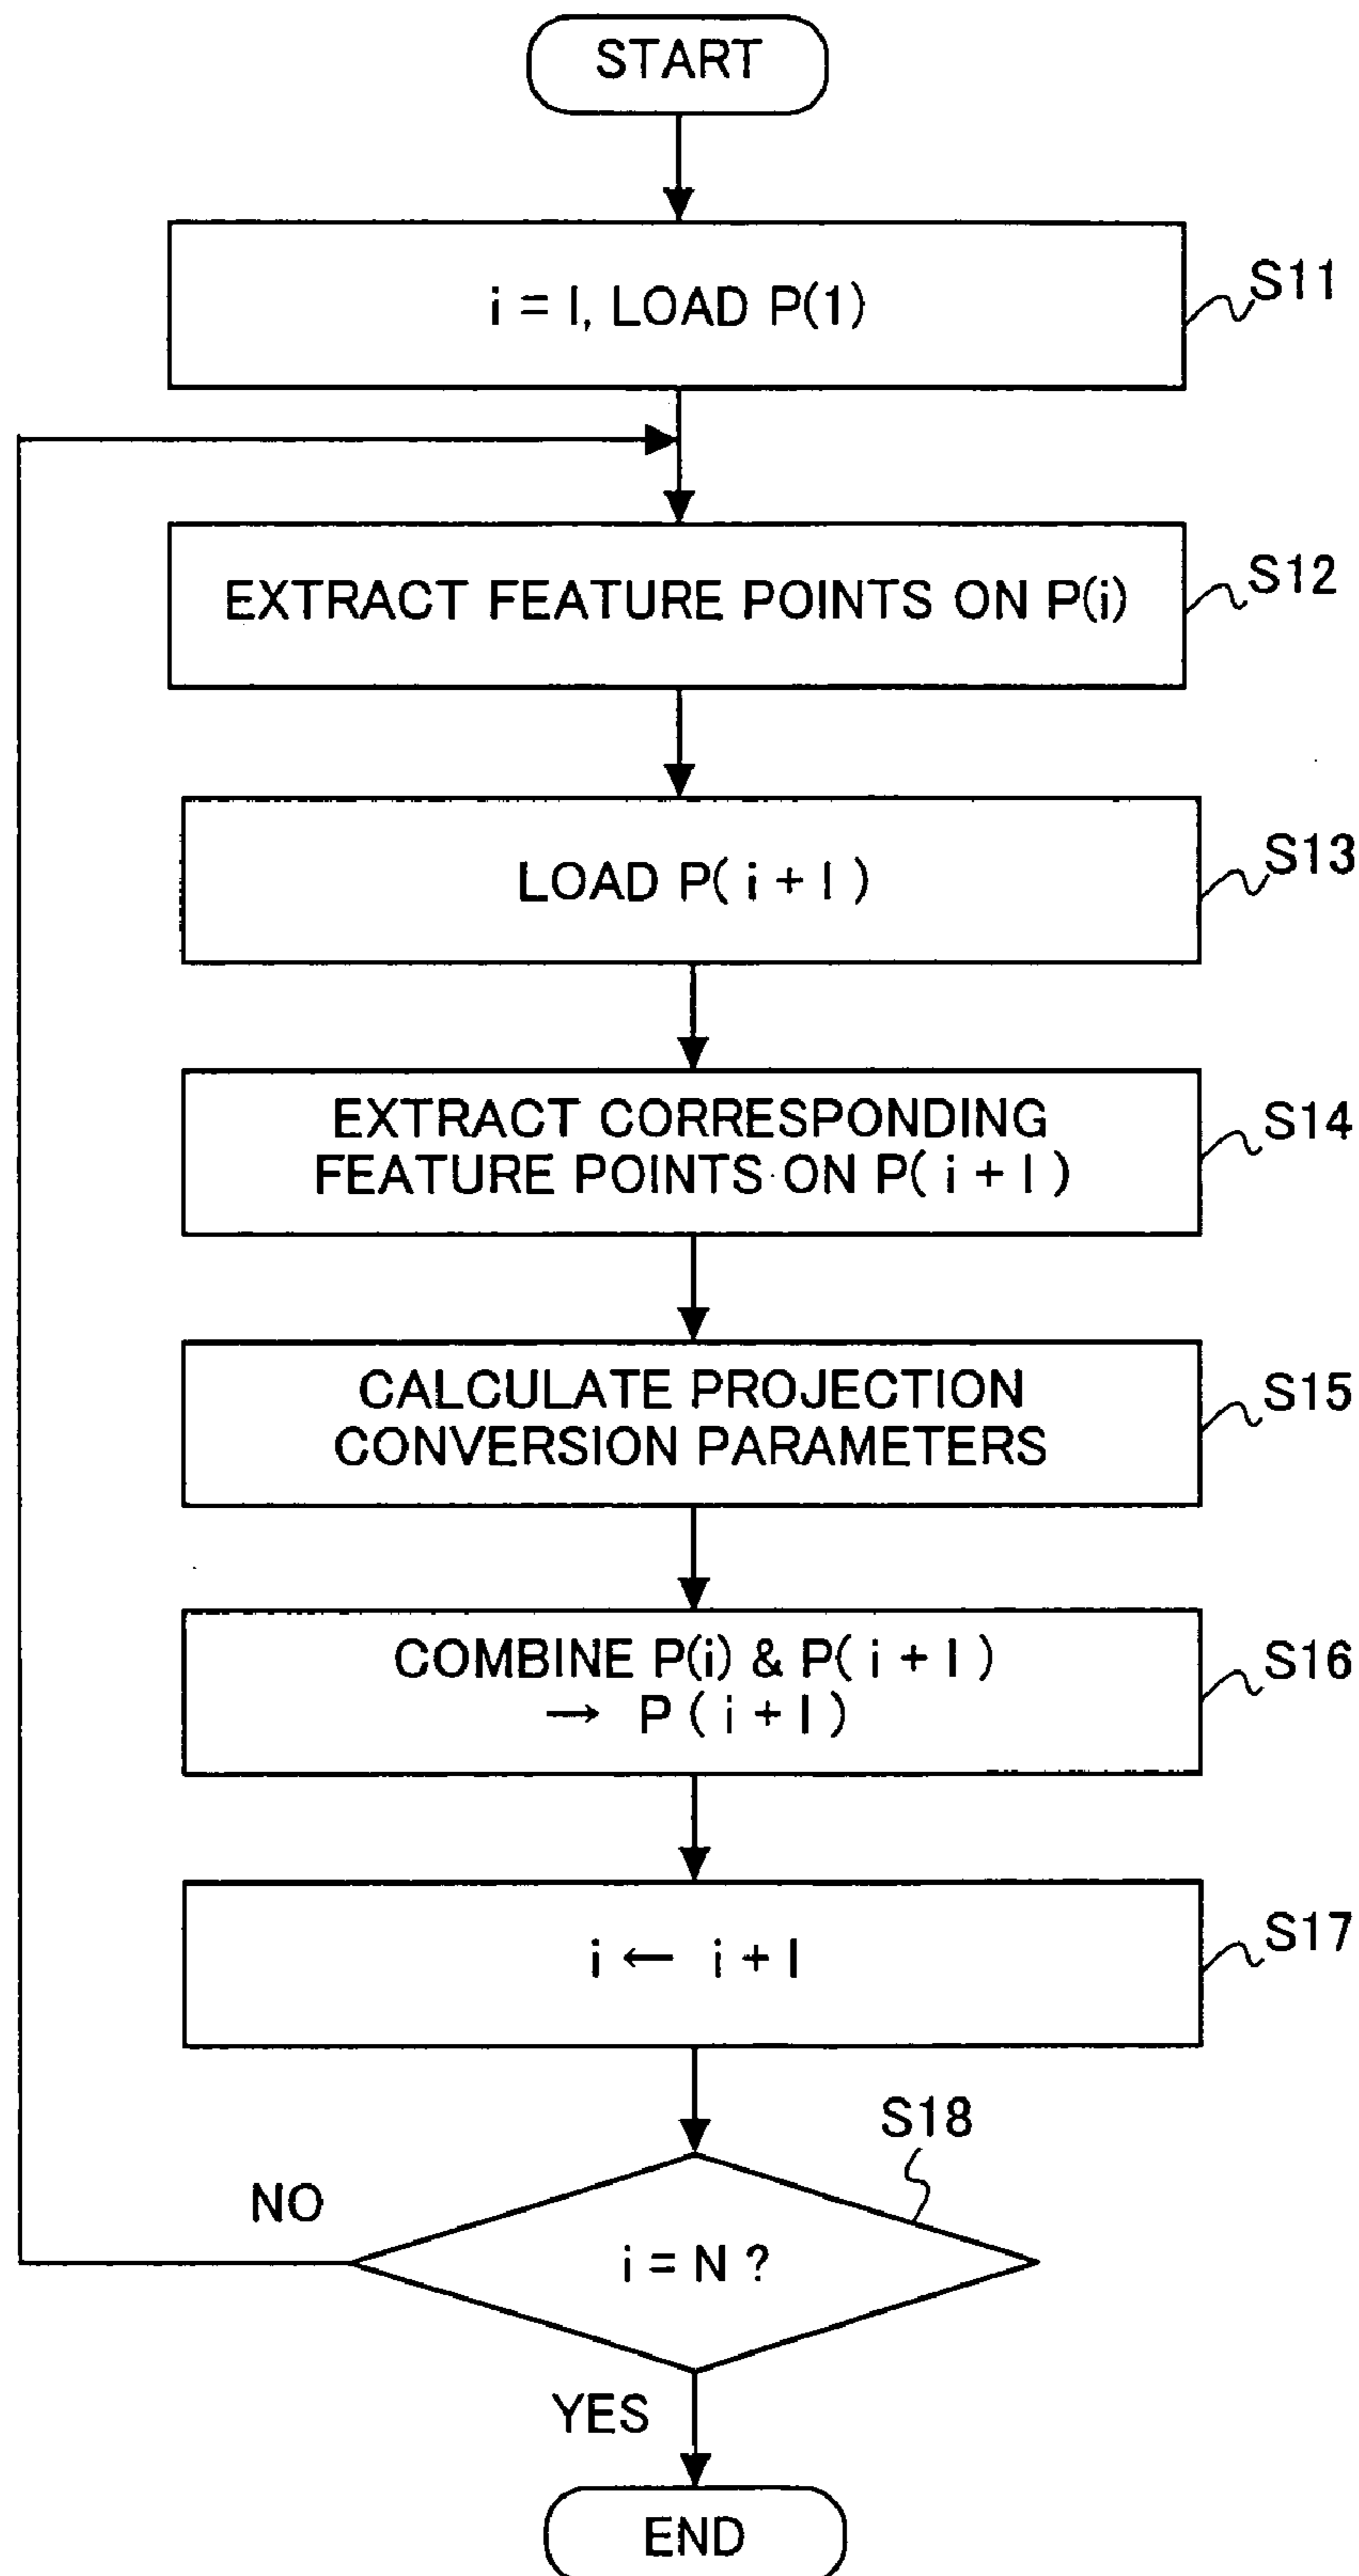 START
i = I, LOAD P(1)
S11
EXTRACT FEATURE POINTS ON P(i)
S12
LOAD P( i + I )
S13
EXTRACT CORRESPONDING
FEATURE POINTS ON P( i + I )
S14
CALCULATE PROJECTION
CONVERSION PARAMETERS
S15
COMBINE P(i) & P( i + I )
→ P ( i + I )
S16
i ← i + I
S17
S18
NO
i = N ?
YES
END